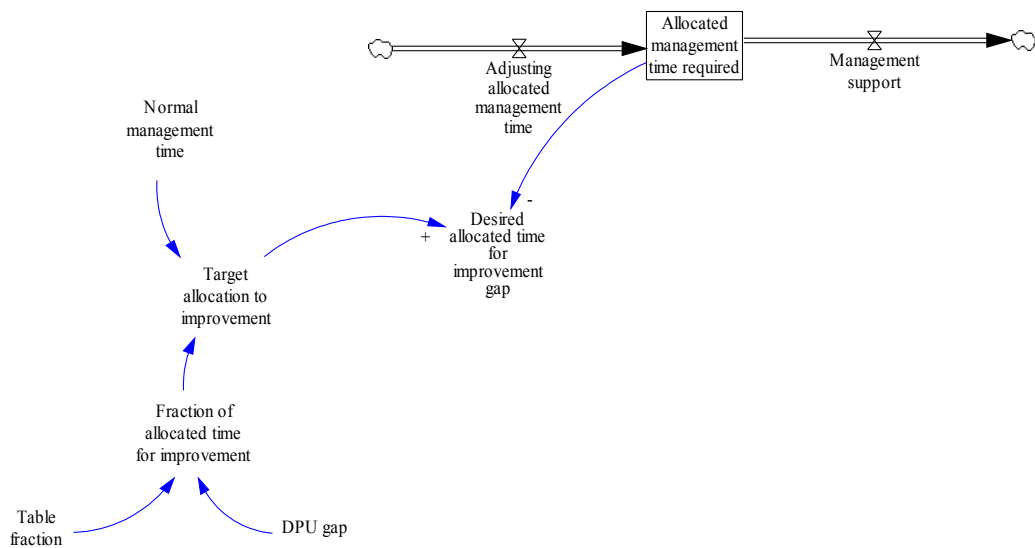 Allocated
management
time required
Adjusting
allocated
management
time
Management
support
Normal
management
time
-
+
Desired
allocated time
for
improvement
gap
Target
allocation to
improvement
Fraction of
allocated time
for improvement
Table
fraction
DPU gap